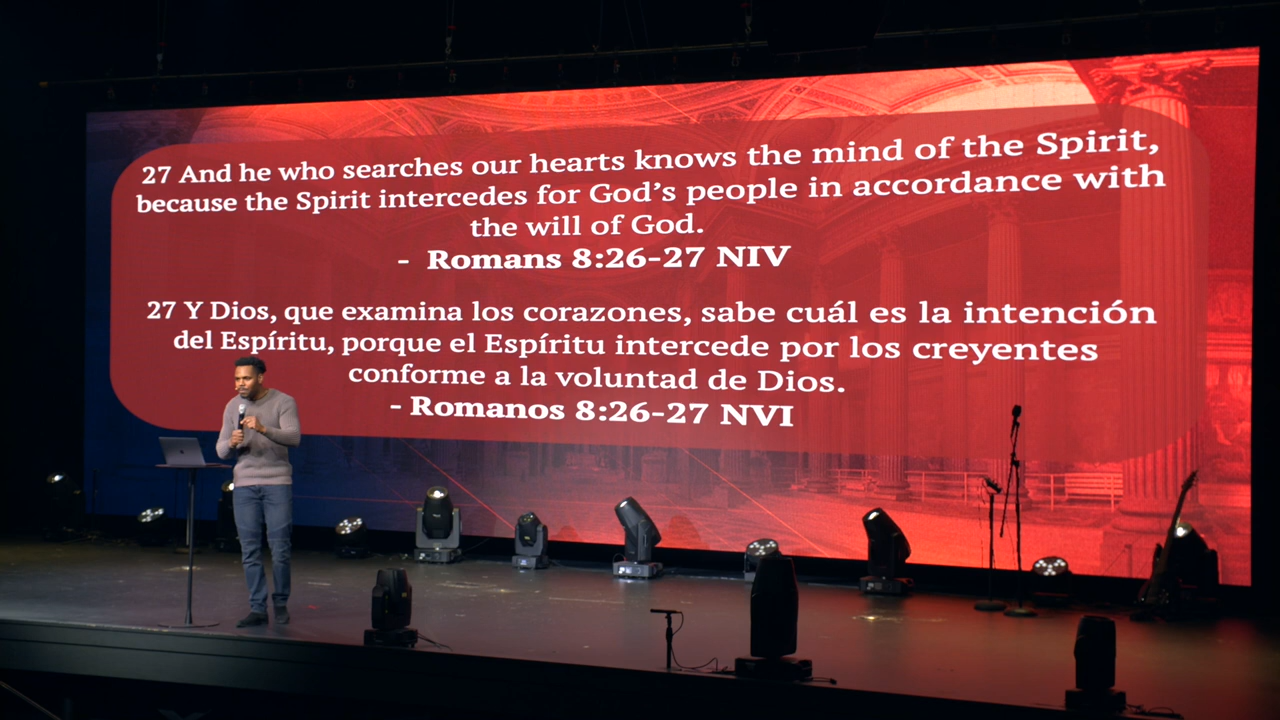 27 And he who searches our hearts knows the mind of the Spirit,
because the Spirit intercedes for God’s people in accordance with
the will of God.
- Romans 8:26-27 NIV
27 Y Dios, que examina los corazones, sabe cuál es la intención
del Espíritu, porque el Espíritu intercede por los creyentes
conforme a la voluntad de Dios.
- Romanos 8:26-27 NVI